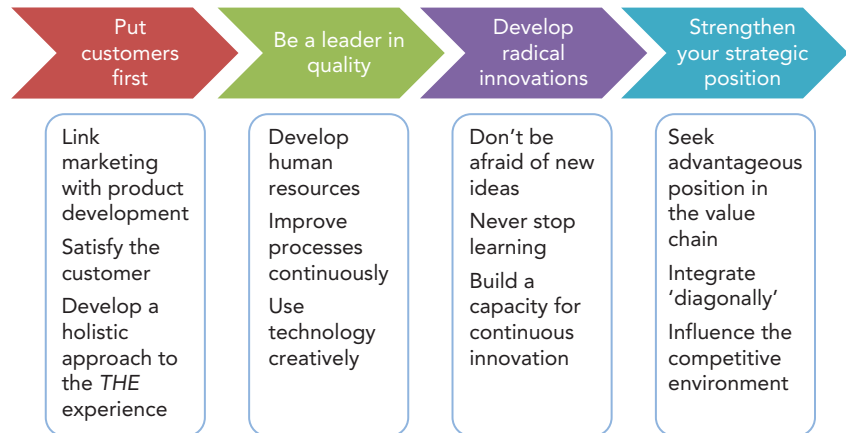 Put
customers
first
Be a leader in
quality
Develop
radical
innovations
Strengthen
your strategic
position
Link
marketing
with product
development
Satisfy the
customer
Develop a
holistic
approach to
the THE
experience
Develop
human
resources
Improve
processes
continuously
Use
technology
creatively
Don’t be
afraid of new
ideas
Never stop
learning
Build a
capacity for
continuous
innovation
Seek
advantageous
position in
the value
chain
Integrate
‘diagonally’
Influence the
competitive
environment